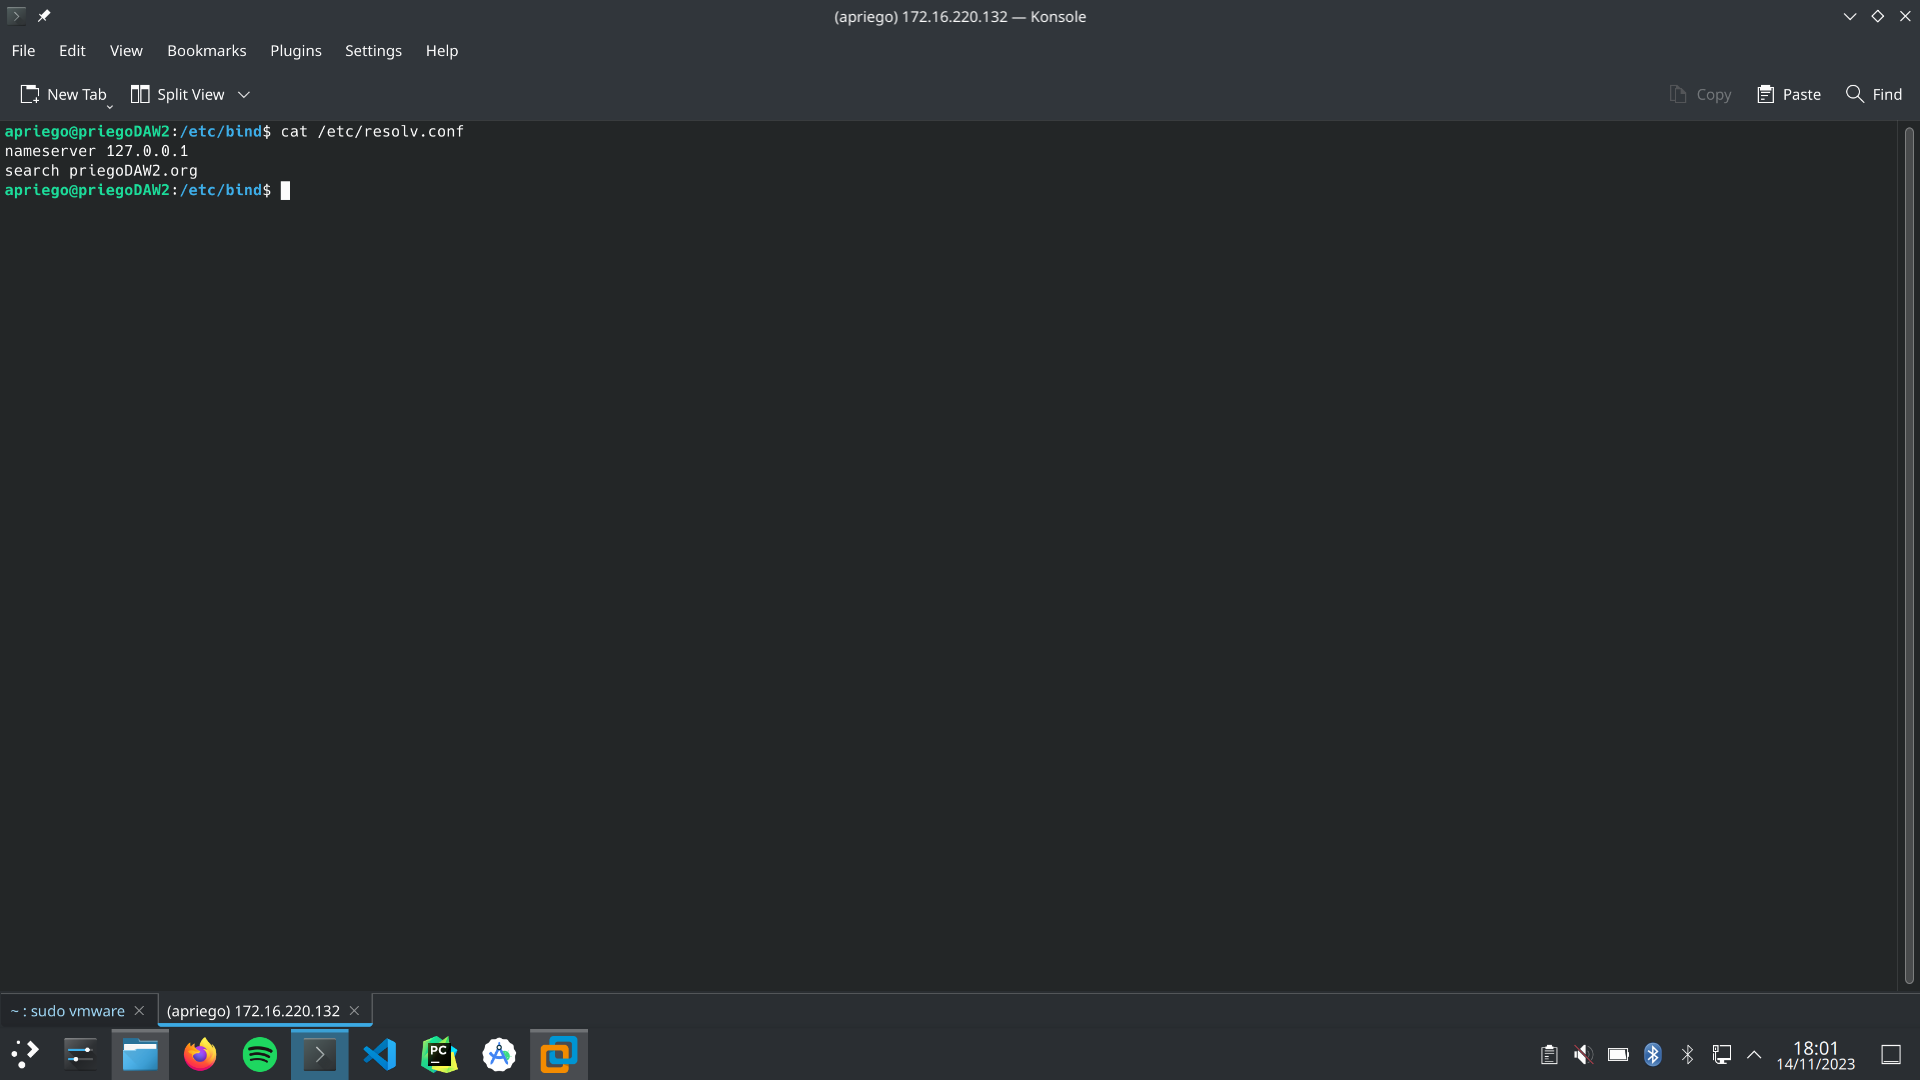 (apriego) 172.16.220.132 — Konsole
File Edit View Bookmarks Plugins Settings Help
New Tab Split View Copy Paste Find
apriego@priegoDAW2:/etc/bind$ cat /etc/resolv.conf
nameserver 127.0.0.1
search priegoDAW2.org
apriego@priegoDAW2:/etc/bind$
~ : sudo vmware (apriego) 172.16.220.132
PC
18:01
14/11/2023